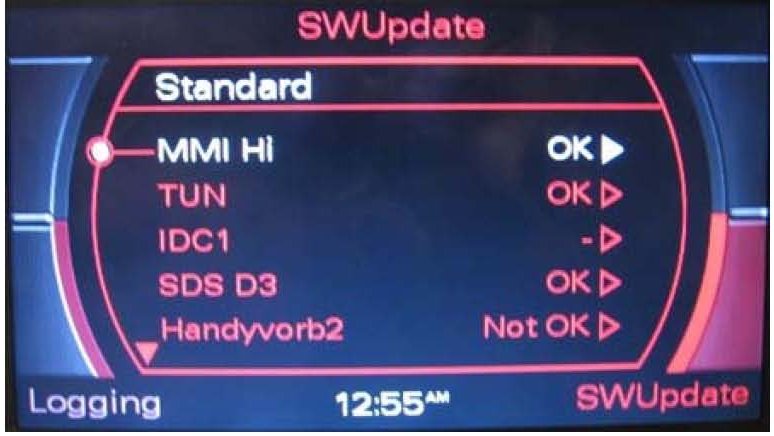 SWUpdate
Standard
MMI Hi OK
TUN OK
IDC1 -
SDS D3 OK
Handyvorb2 Not OK
Logging 12:55AM SWUpdate